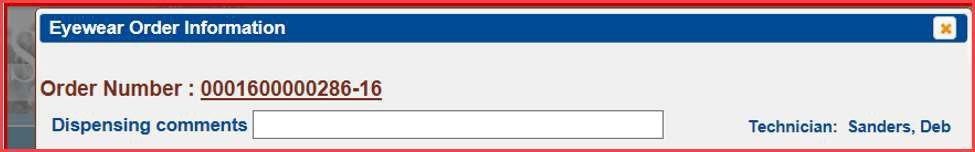 Eyewear Order Information
Order Number : 0001600000286-16
Dispensing comments
Technician: Sanders, Deb